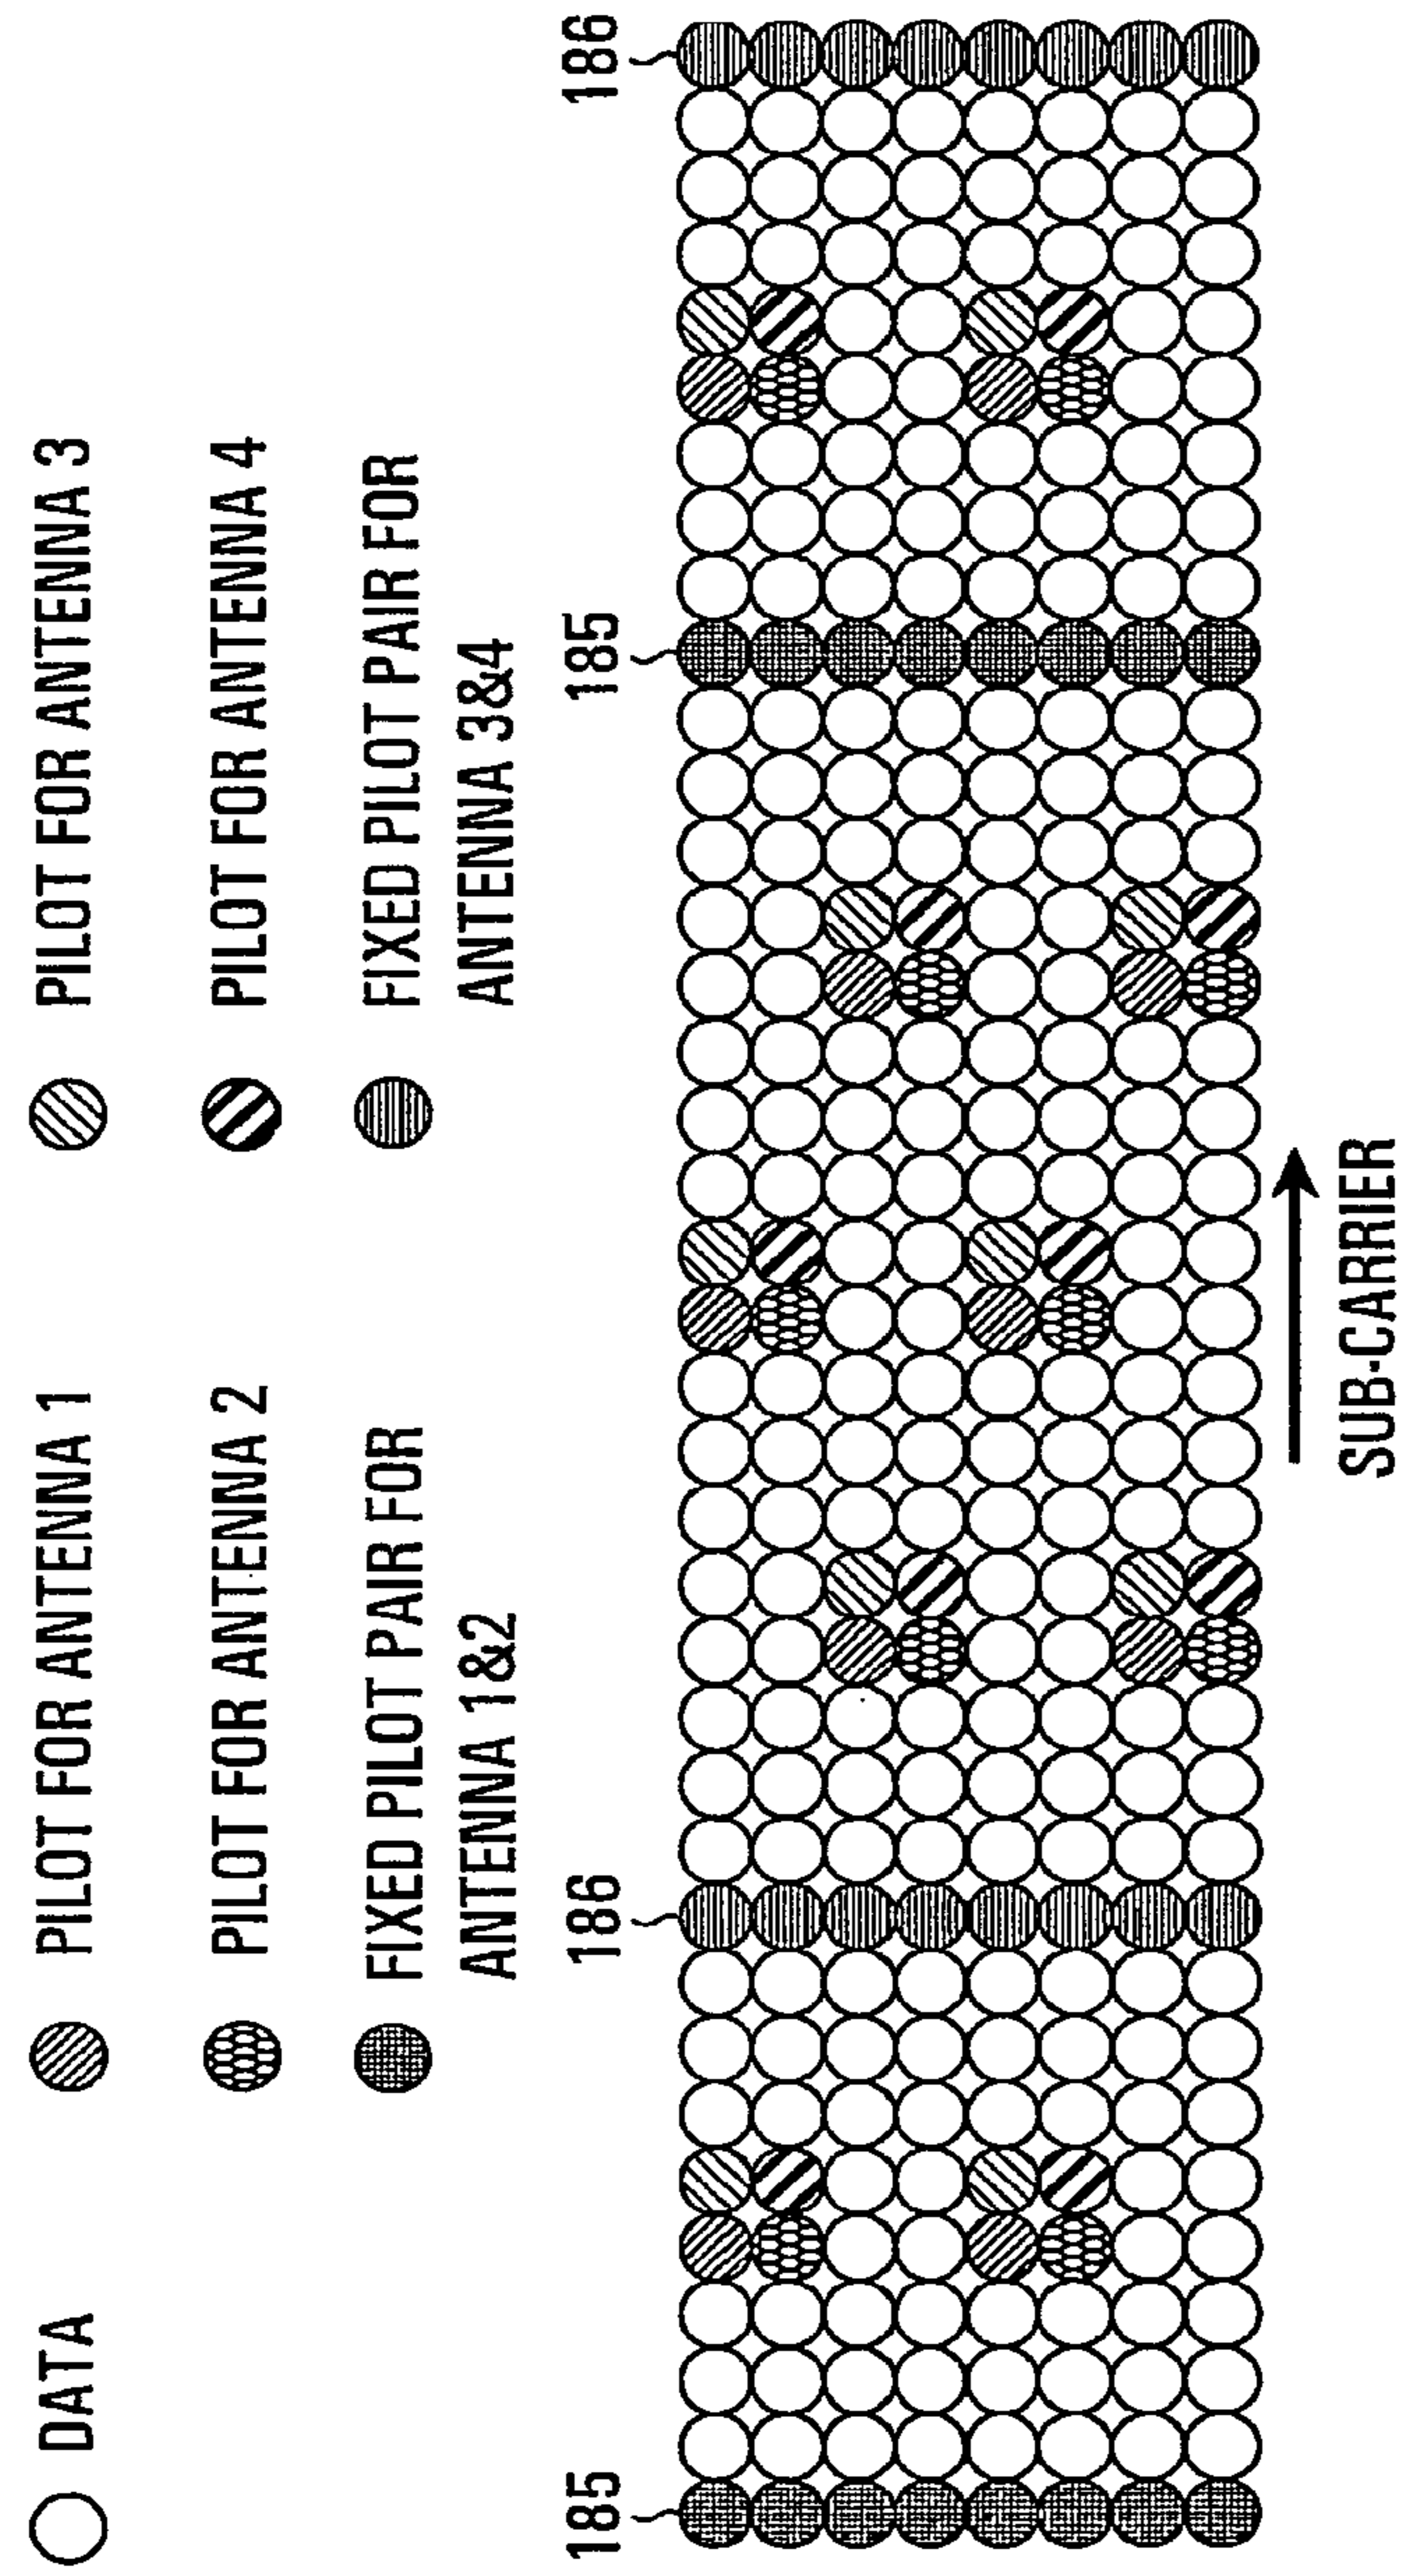 DATA
PILOT FOR ANTENNA 1
PILOT FOR ANTENNA 3
PILOT FOR ANTENNA 2
PILOT FOR ANTENNA 4
FIXED PILOT PAIR FOR
ANTENNA 1&2
FIXED PILOT PAIR FOR
ANTENNA 3&4
185
186
185
186
SUB-CARRIER